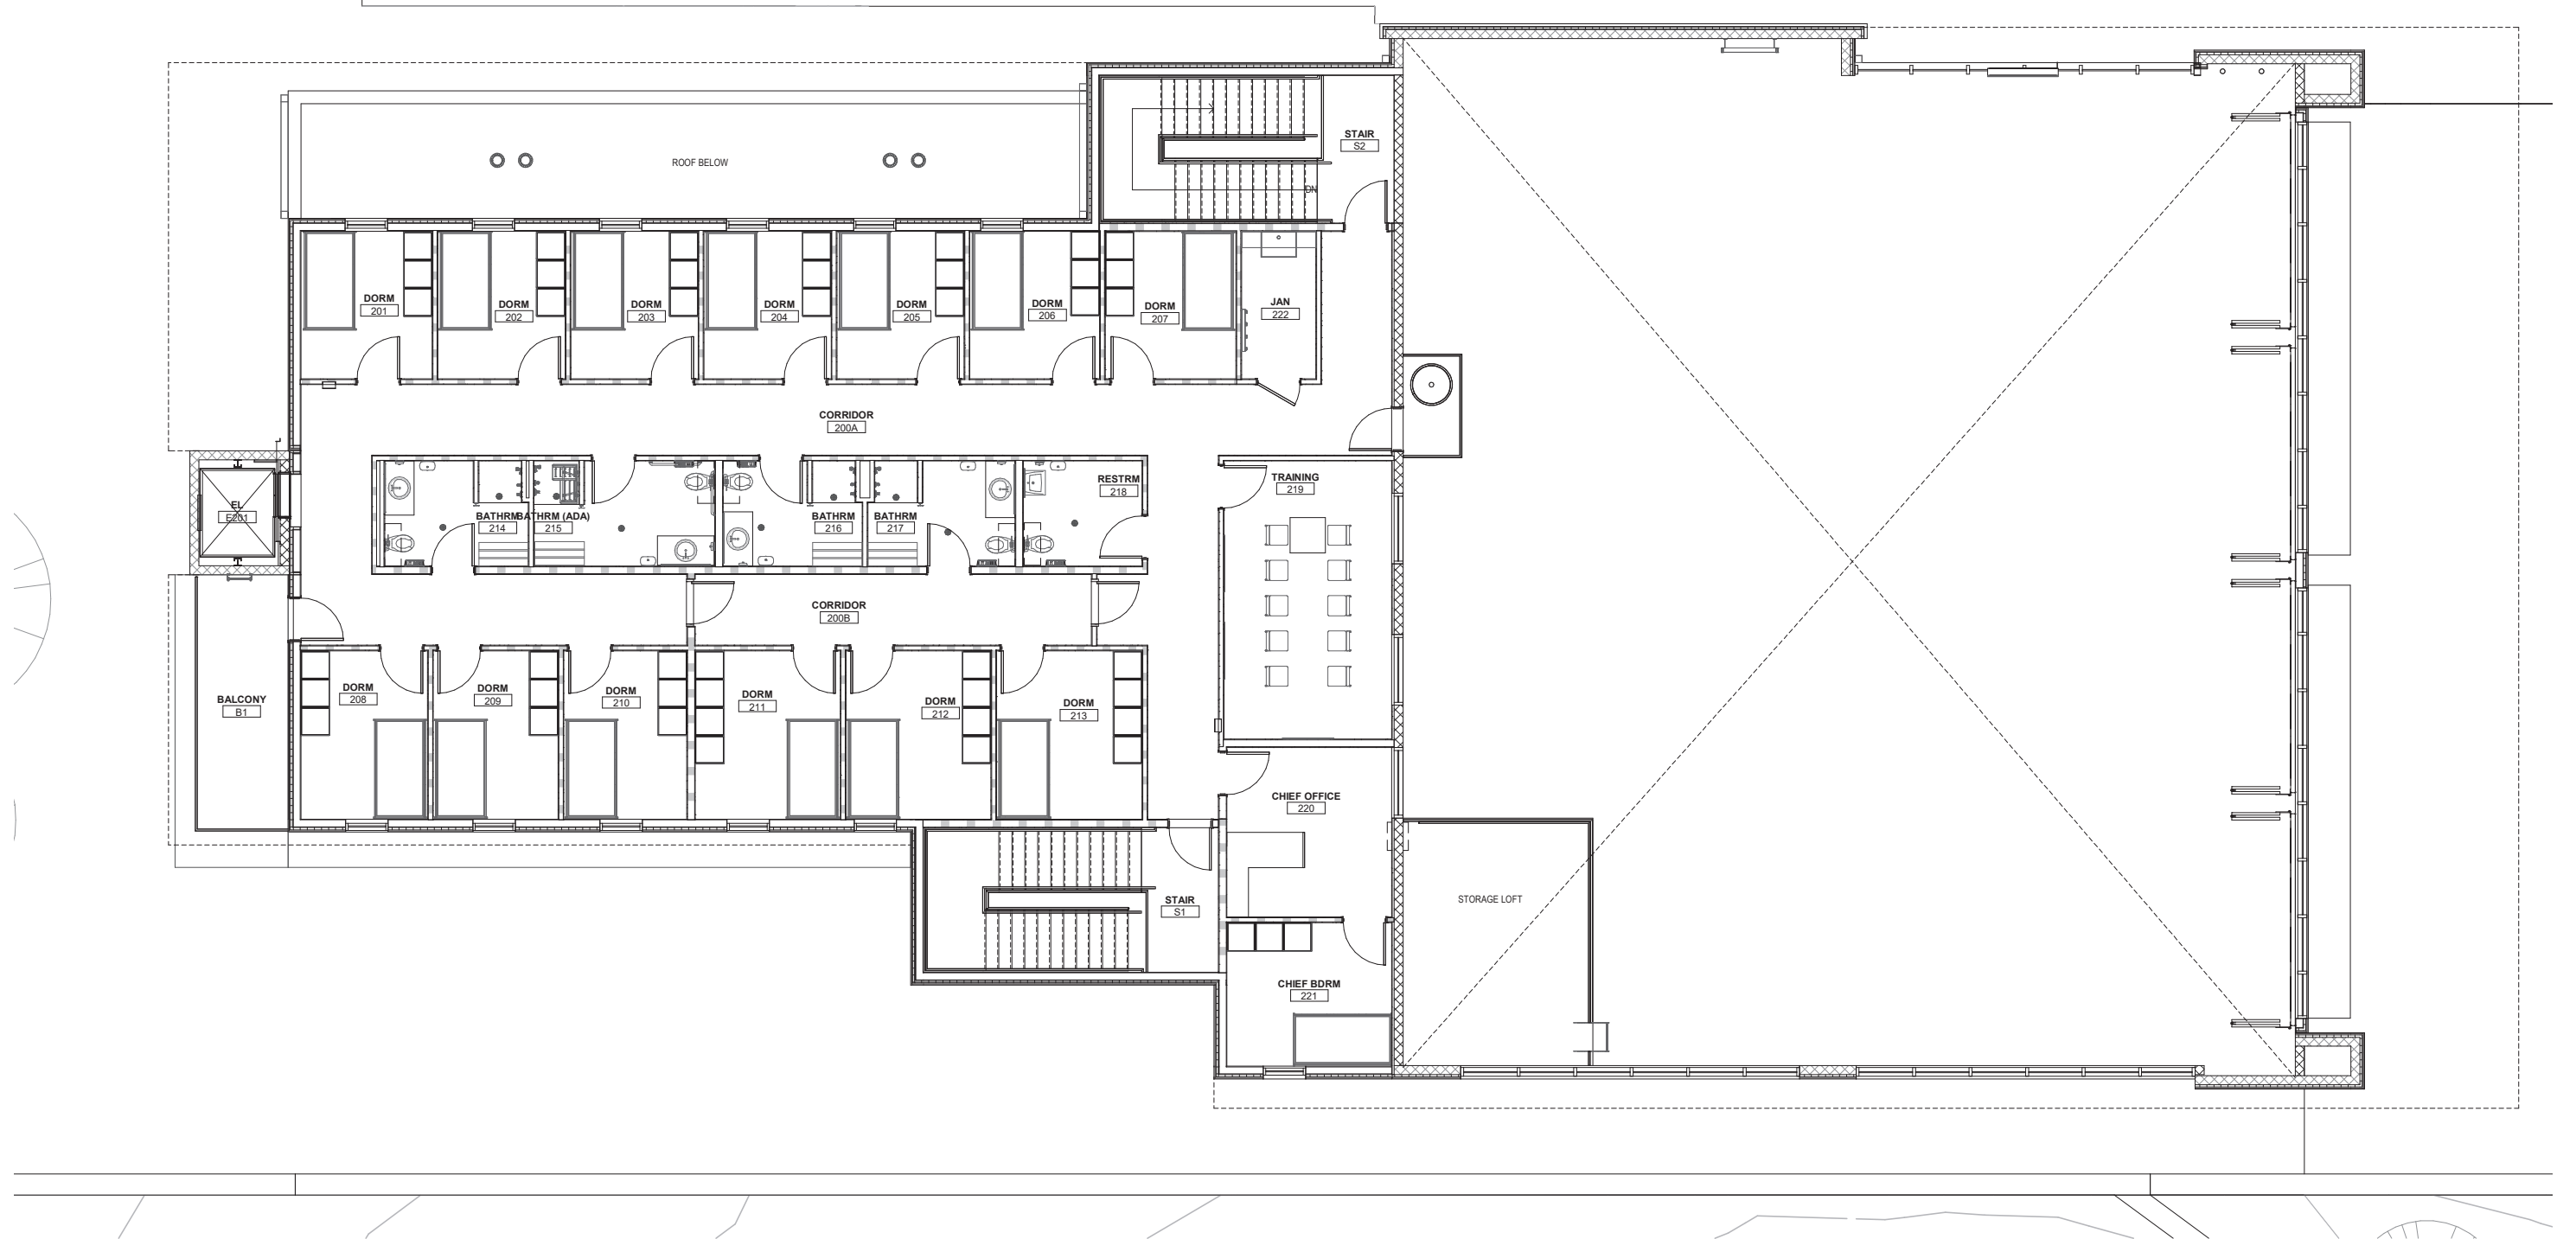 STAIR
S2
ROOF BELOW
DN
DORM
201
DORM
202
DORM
203
DORM
204
DORM
205
DORM
206
DORM
207
JAN
222
CORRIDOR
200A
EL
E201
BATHRM
214
BATHRM (ADA)
215
BATHRM
216
BATHRM
217
RESTRM
218
TRAINING
219
CORRIDOR
200B
BALCONY
B1
DORM
208
DORM
209
DORM
210
DORM
211
DORM
212
DORM
213
CHIEF OFFICE
220
STAIR
S1
STORAGE LOFT
CHIEF BDRM
221